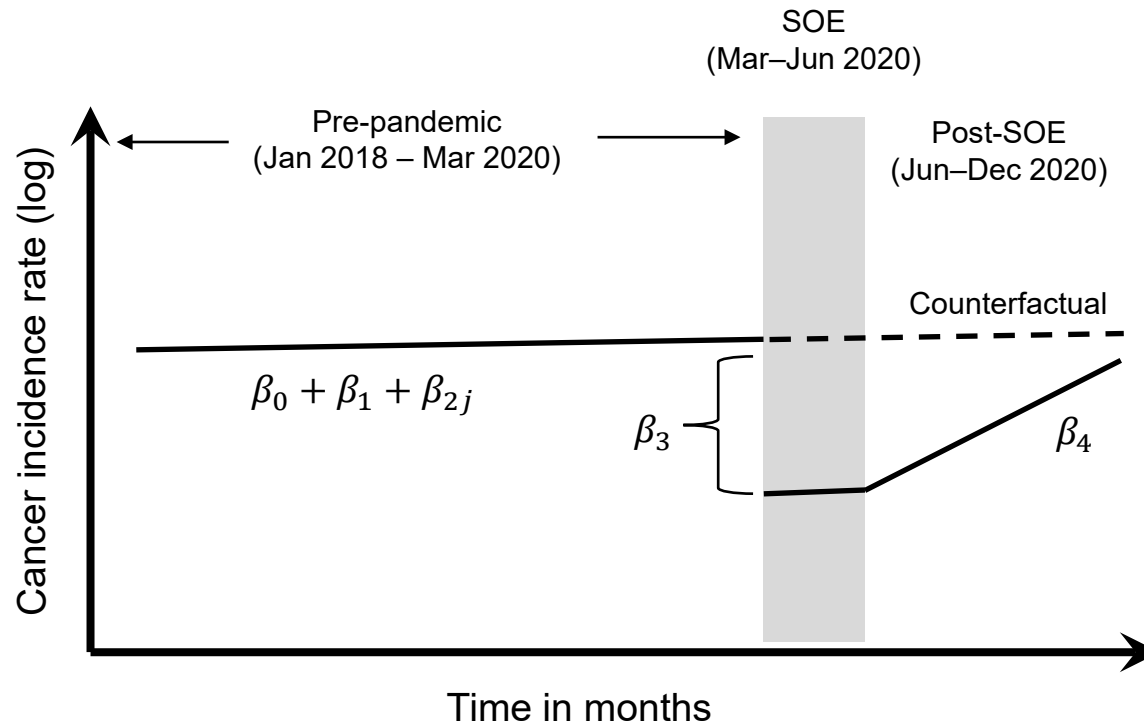 SOE
(Mar–Jun 2020)
Pre-pandemic
(Jan 2018 – Mar 2020)
Post-SOE
(Jun–Dec 2020)
Cancer incidence rate (log)
Counterfactual
β₀ + β₁ + β₂ⱼ
β₃
β₄
Time in months